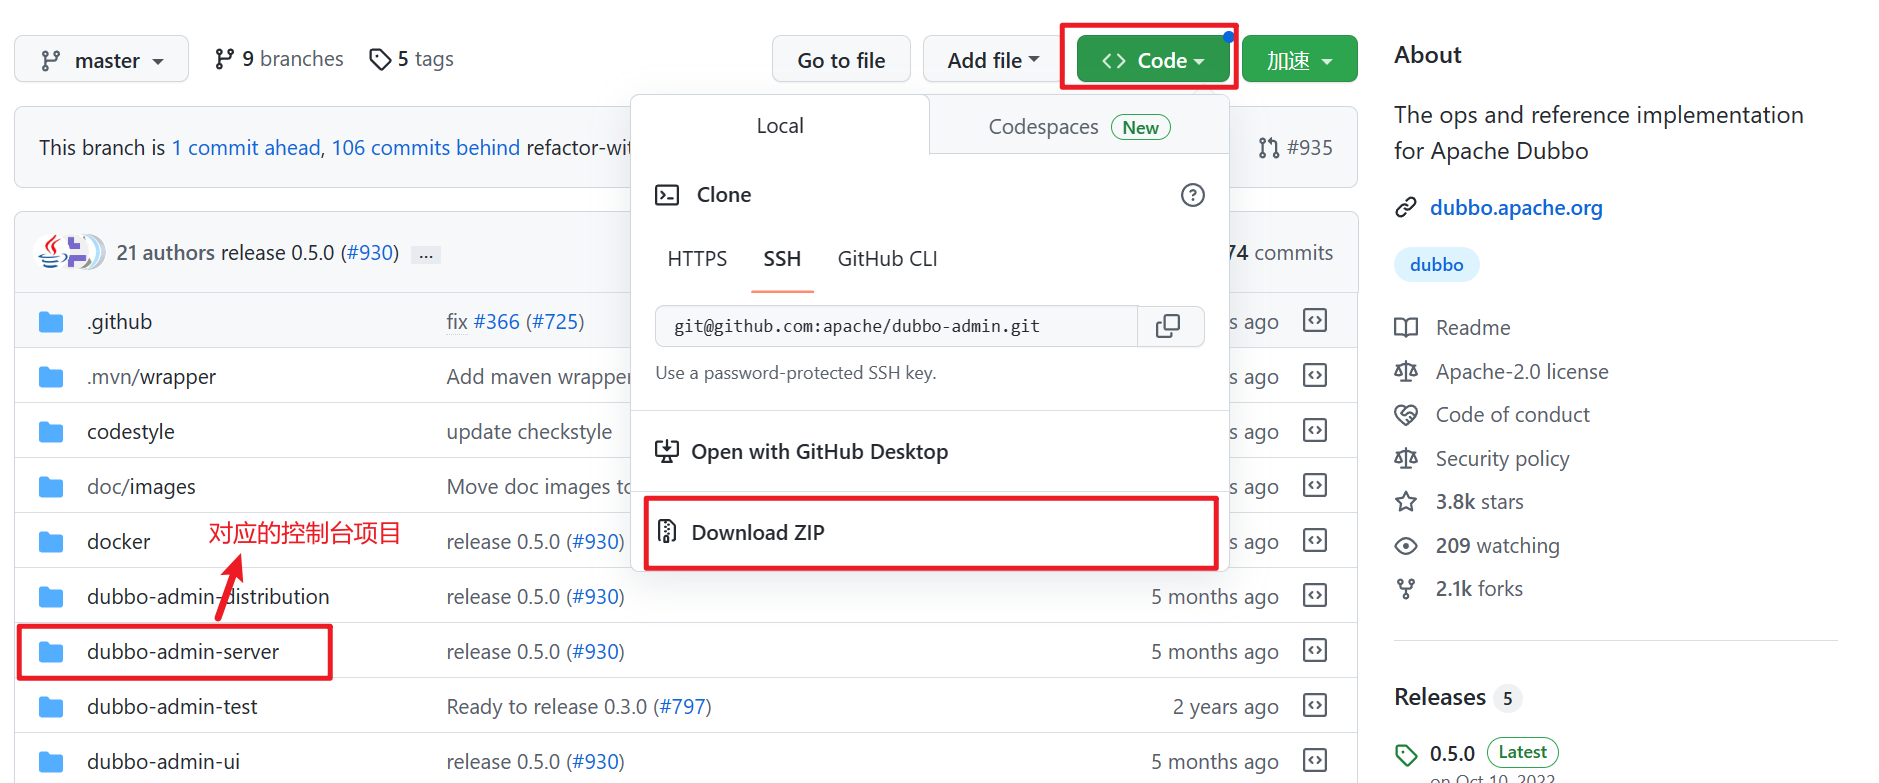 master
9 branches
5 tags
Go to file
Add file
Code
加速
This branch is 1 commit ahead, 106 commits behind refactor-wit
#935
Local
Codespaces New
Clone
HTTPS SSH GitHub CLI
git@github.com:apache/dubbo-admin.git
Use a password-protected SSH key.
Open with GitHub Desktop
Download ZIP
21 authors release 0.5.0 (#930) ...
74 commits
.github fix #366 (#725) s ago
.mvn/wrapper Add maven wrapper s ago
codestyle update checkstyle s ago
doc/images Move doc images to s ago
对应的控制台项目
docker release 0.5.0 (#930) s ago
dubbo-admin-distribution release 0.5.0 (#930) 5 months ago
dubbo-admin-server release 0.5.0 (#930) 5 months ago
dubbo-admin-test Ready to release 0.3.0 (#797) 2 years ago
dubbo-admin-ui release 0.5.0 (#930) 5 months ago
About
The ops and reference implementation
for Apache Dubbo
dubbo.apache.org
dubbo
Readme
Apache-2.0 license
Code of conduct
Security policy
3.8k stars
209 watching
2.1k forks
Releases 5
0.5.0 Latest
on Oct 10, 2022